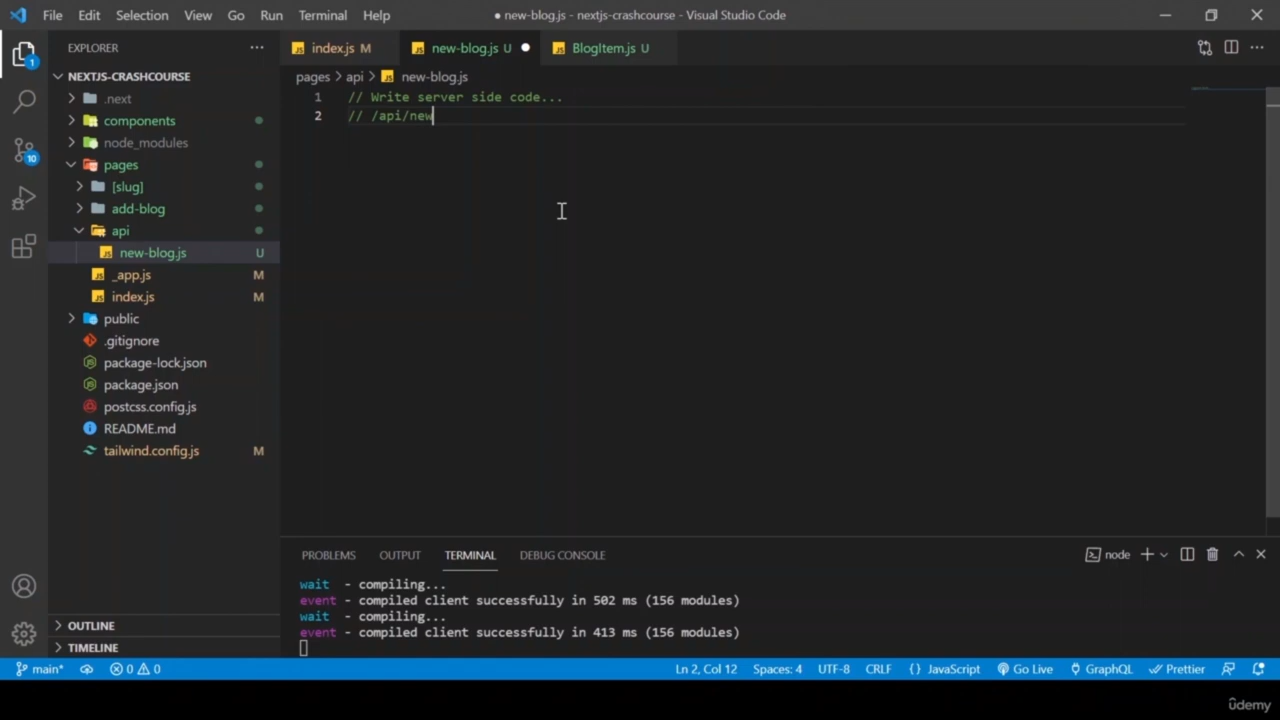 File Edit Selection View Go Run Terminal Help
● new-blog.js - nextjs-crashcourse - Visual Studio Code
EXPLORER
index.js M
new-blog.js U
BlogItem.js U
NEXTJS-CRASHCOURSE
pages > api > new-blog.js
.next
components
node_modules
pages
[slug]
add-blog
api
new-blog.js U
_app.js M
index.js M
public
.gitignore
package-lock.json
package.json
postcss.config.js
README.md
tailwind.config.js M
1 // Write server side code...
2 // /api/new
1
10
PROBLEMS OUTPUT TERMINAL DEBUG CONSOLE
node
wait - compiling...
event - compiled client successfully in 502 ms (156 modules)
wait - compiling...
event - compiled client successfully in 413 ms (156 modules)
OUTLINE
TIMELINE
main* 0 0 Ln 2, Col 12 Spaces: 4 UTF-8 CRLF {} JavaScript Go Live GraphQL Prettier
ûdemy